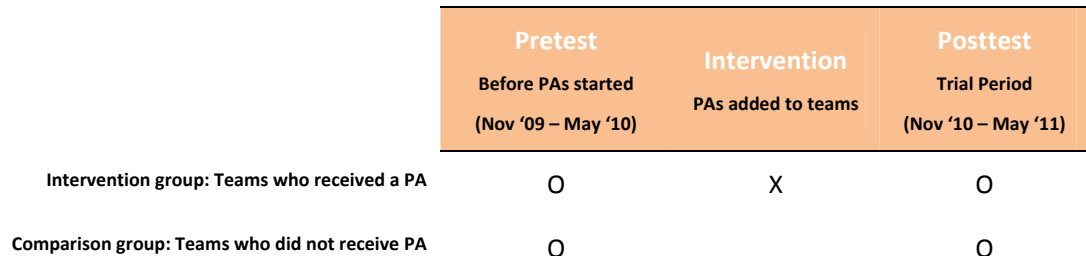 Pretest
Before PAs started
(Nov ‘09 – May ‘10)
Intervention
PAs added to teams
Posttest
Trial Period
(Nov ‘10 – May ‘11)
Intervention group: Teams who received a PA O X O
Comparison group: Teams who did not receive PA O O